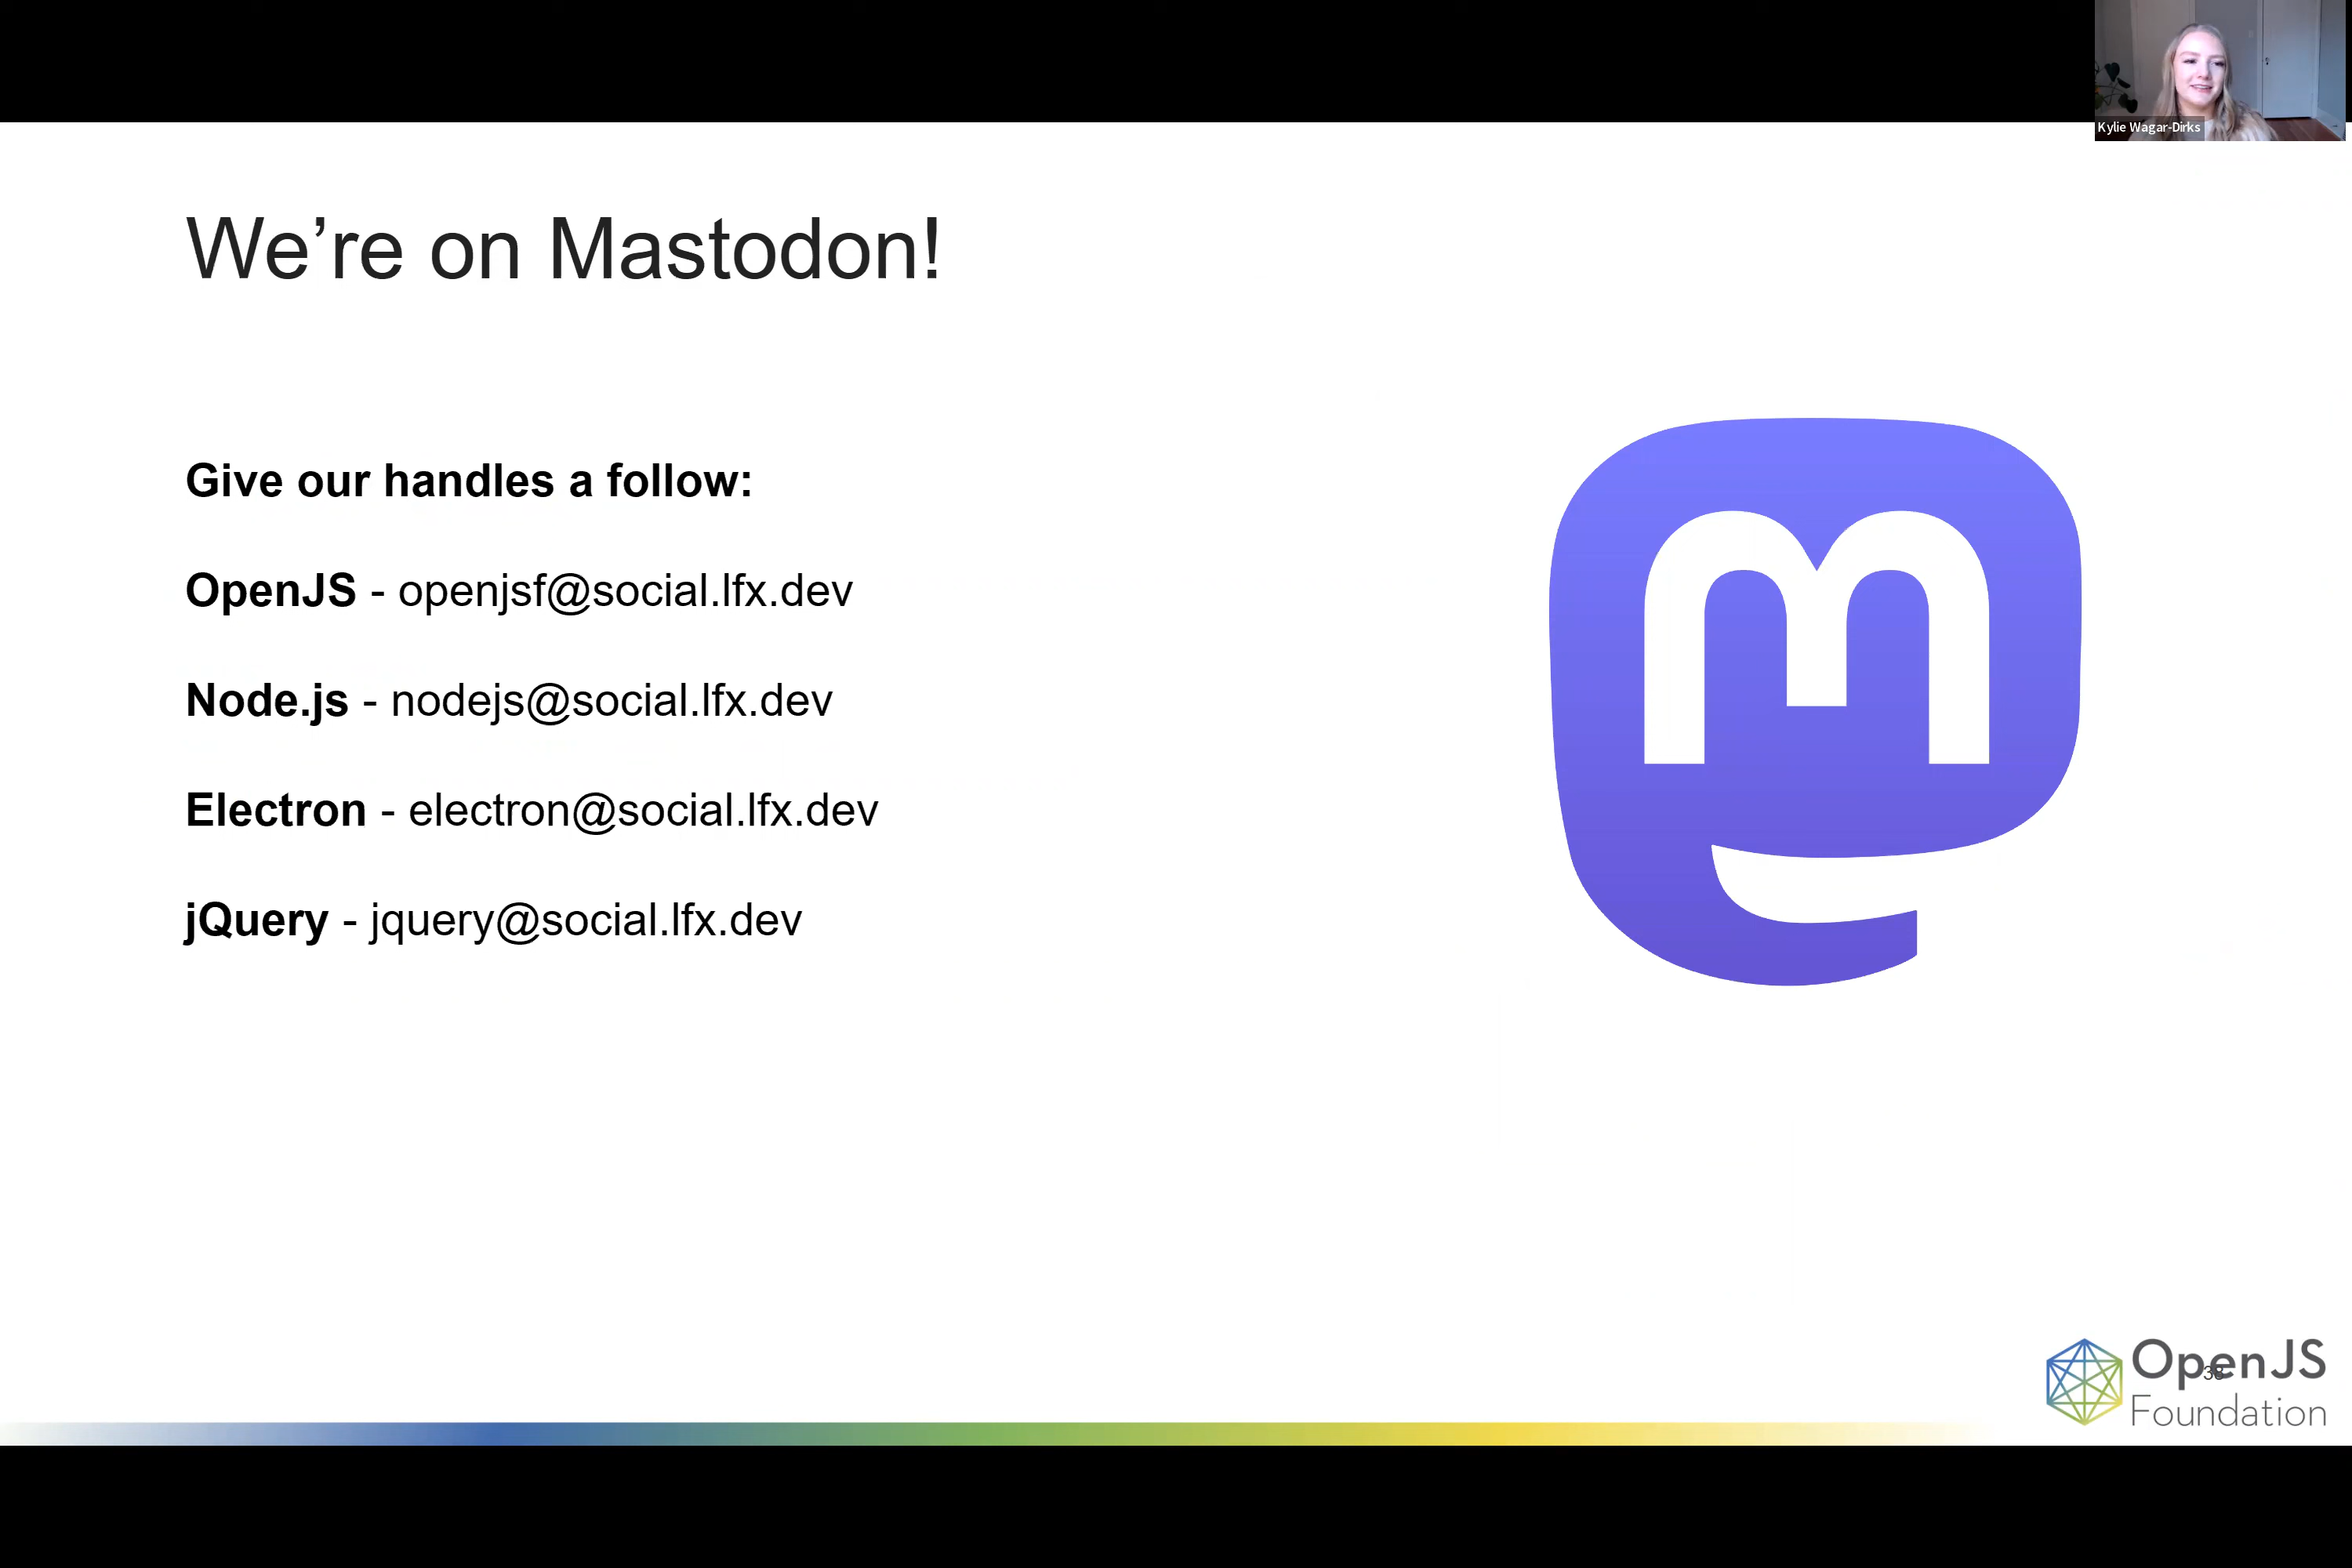 Kylie Wagar-Dirks
We’re on Mastodon!
Give our handles a follow:
OpenJS - openjsf@social.lfx.dev
Node.js - nodejs@social.lfx.dev
Electron - electron@social.lfx.dev
jQuery - jquery@social.lfx.dev
OpenJS
Foundation